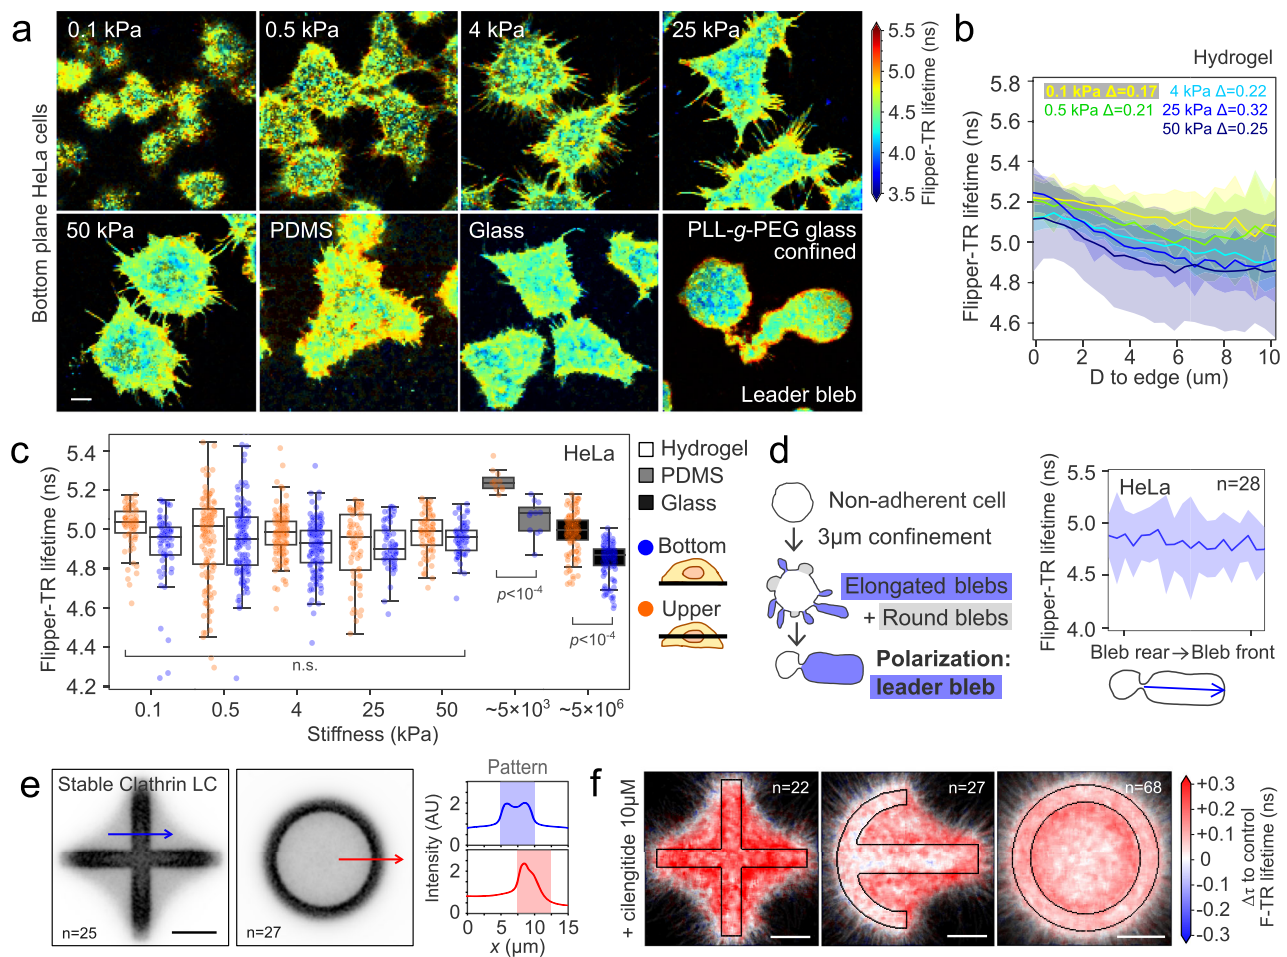 a
Bottom plane HeLa cells
0.1 kPa
0.5 kPa
4 kPa
25 kPa
50 kPa
PDMS
Glass
PLL-g-PEG glass
confined
Leader bleb
5.5
5.0
4.5
4.0
3.5
Flipper-TR lifetime (ns)
b
Hydrogel
0.1 kPa Δ=0.17
4 kPa Δ=0.22
0.5 kPa Δ=0.21
25 kPa Δ=0.32
50 kPa Δ=0.25
Flipper-TR lifetime (ns)
5.8
5.4
5.2
5.0
4.8
4.6
0
2
4
6
8
10
D to edge (um)
c
Flipper-TR lifetime (ns)
5.4
5.2
5.0
4.8
4.6
4.4
4.2
HeLa
n.s.
p<10-4
p<10-4
0.1
0.5
4
25
50
~5×10³
~5×10⁶
Stiffness (kPa)
Hydrogel
PDMS
Glass
Bottom
Upper
d
Non-adherent cell
3µm confinement
Elongated blebs
+ Round blebs
Polarization:
leader bleb
Flipper-TR lifetime (ns)
5.5
5.0
4.5
4.0
HeLa
n=28
Bleb rear→Bleb front
e
Stable Clathrin LC
n=25
n=27
Pattern
Intensity (AU)
2
0
2
0
0
5
10
15
x (µm)
f
+ cilengitide 10µM
n=22
n=27
n=68
+0.3
+0.2
+0.1
0
-0.1
-0.2
-0.3
Δτ to control
F-TR lifetime (ns)